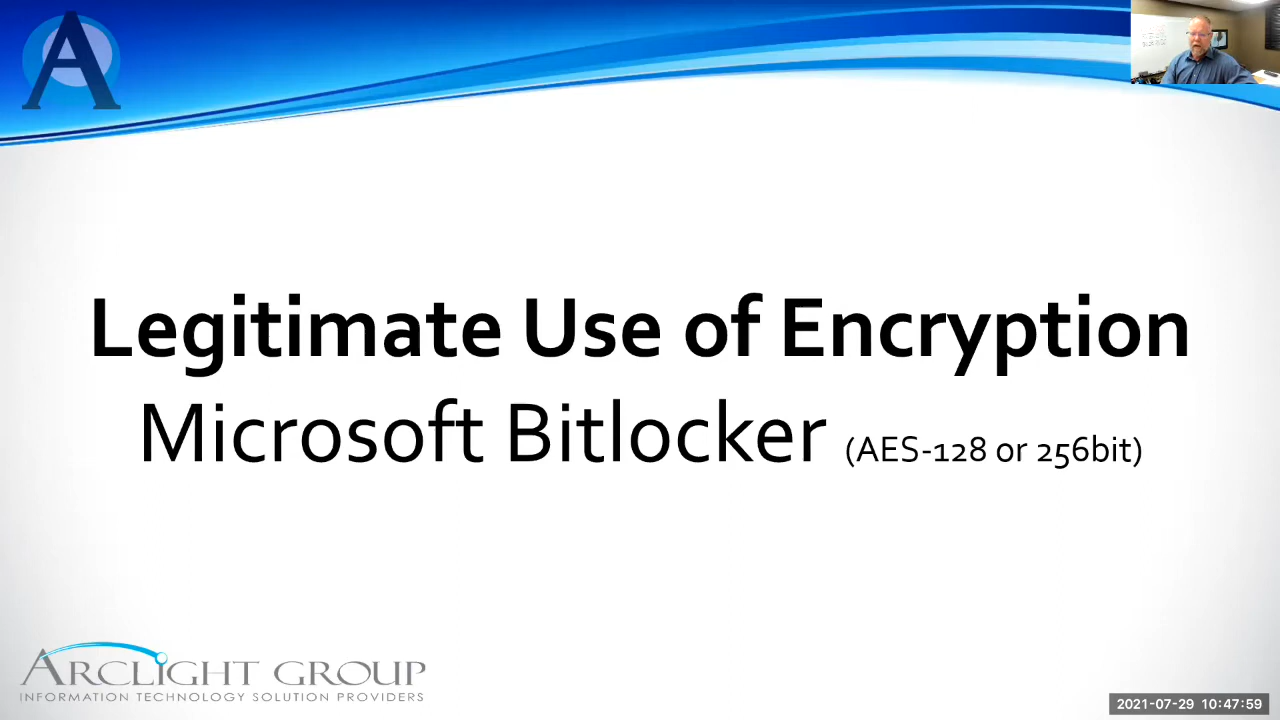 A
Legitimate Use of Encryption
Microsoft Bitlocker (AES-128 or 256bit)
ARCLIGHT GROUP
INFORMATION TECHNOLOGY SOLUTION PROVIDERS
2021-07-29 10:47:59